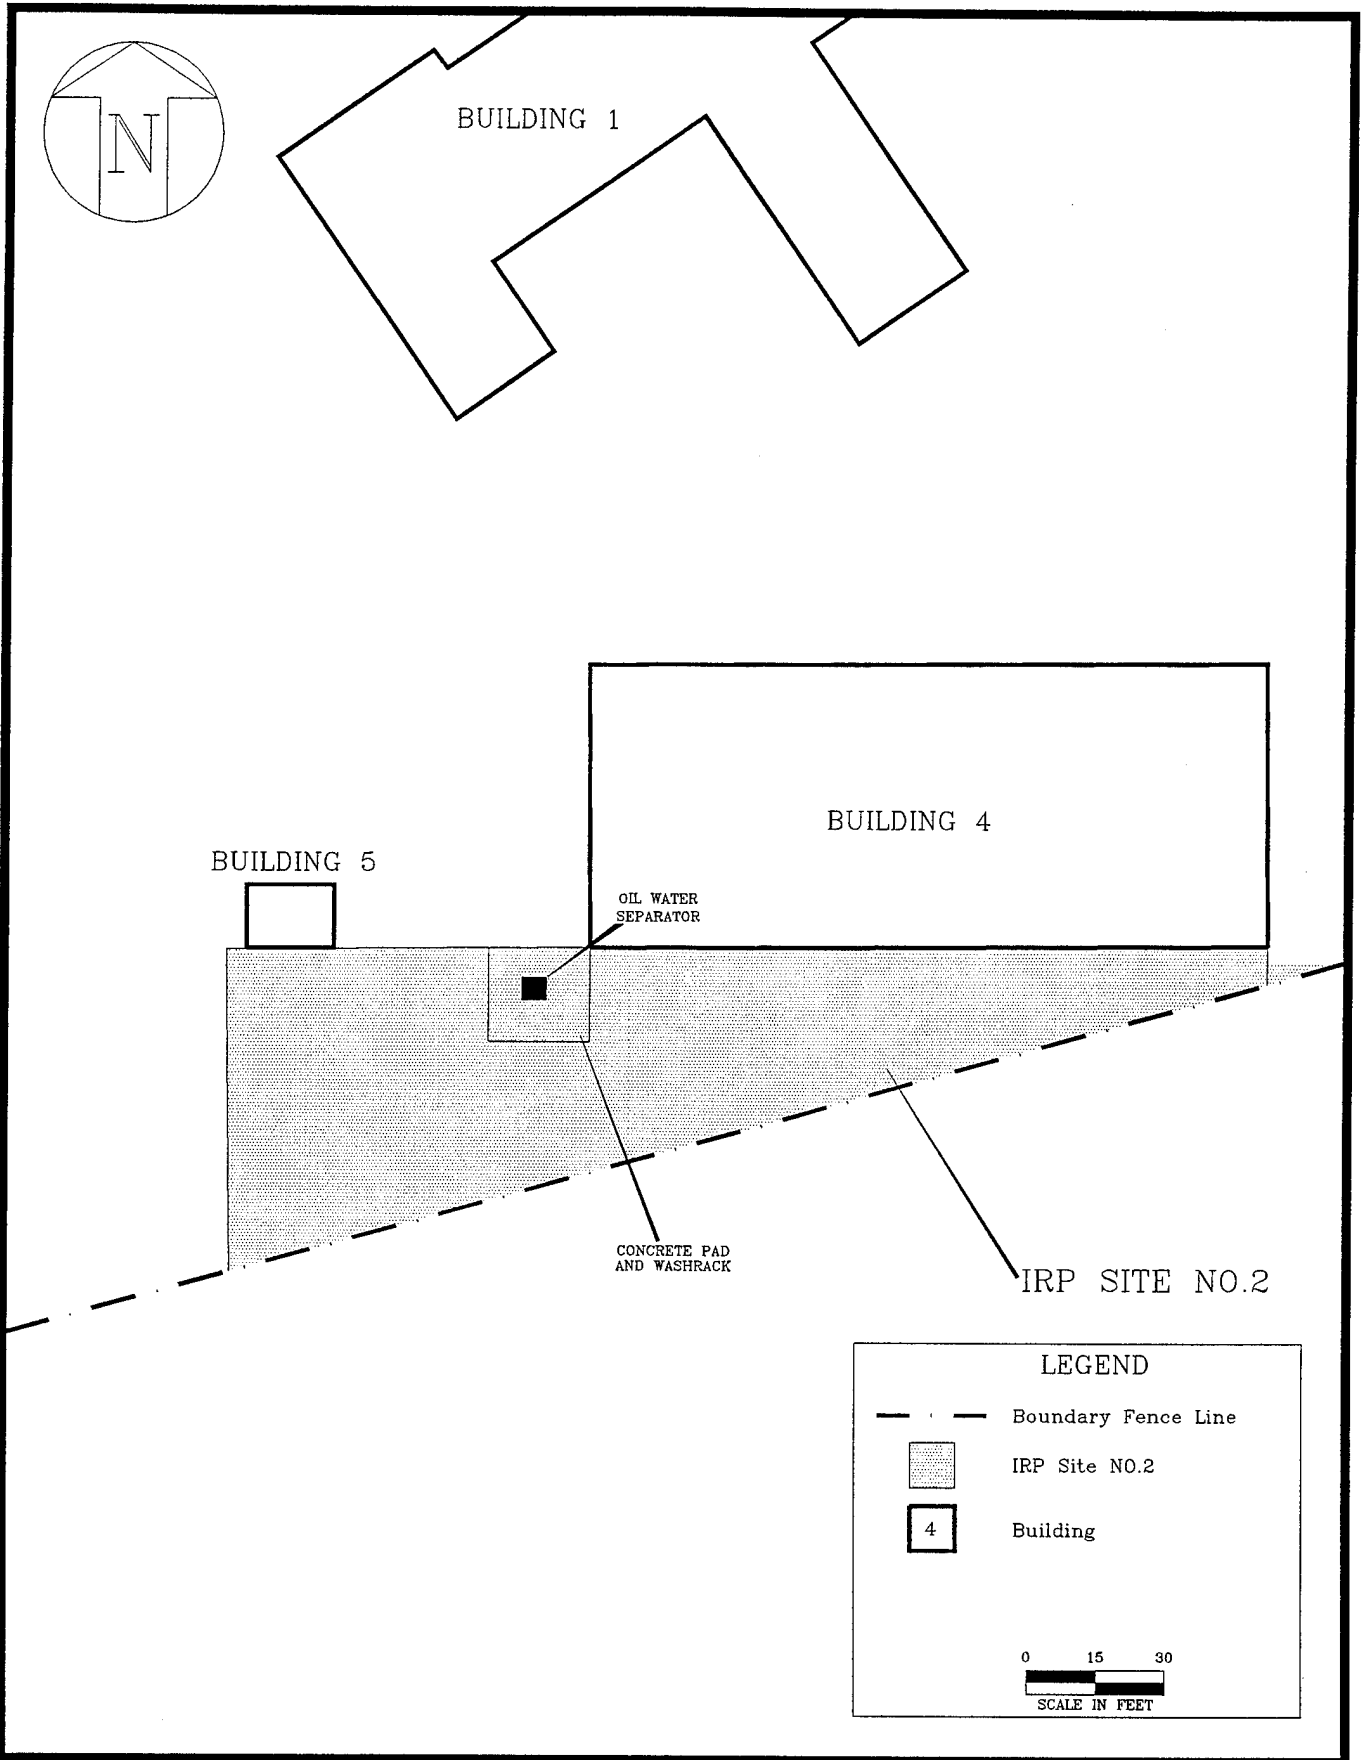 N
BUILDING 1
BUILDING 4
BUILDING 5
OIL WATER
SEPARATOR
CONCRETE PAD
AND WASHRACK
IRP SITE NO.2
LEGEND
Boundary Fence Line
IRP Site NO.2
4 Building
0 15 30
SCALE IN FEET